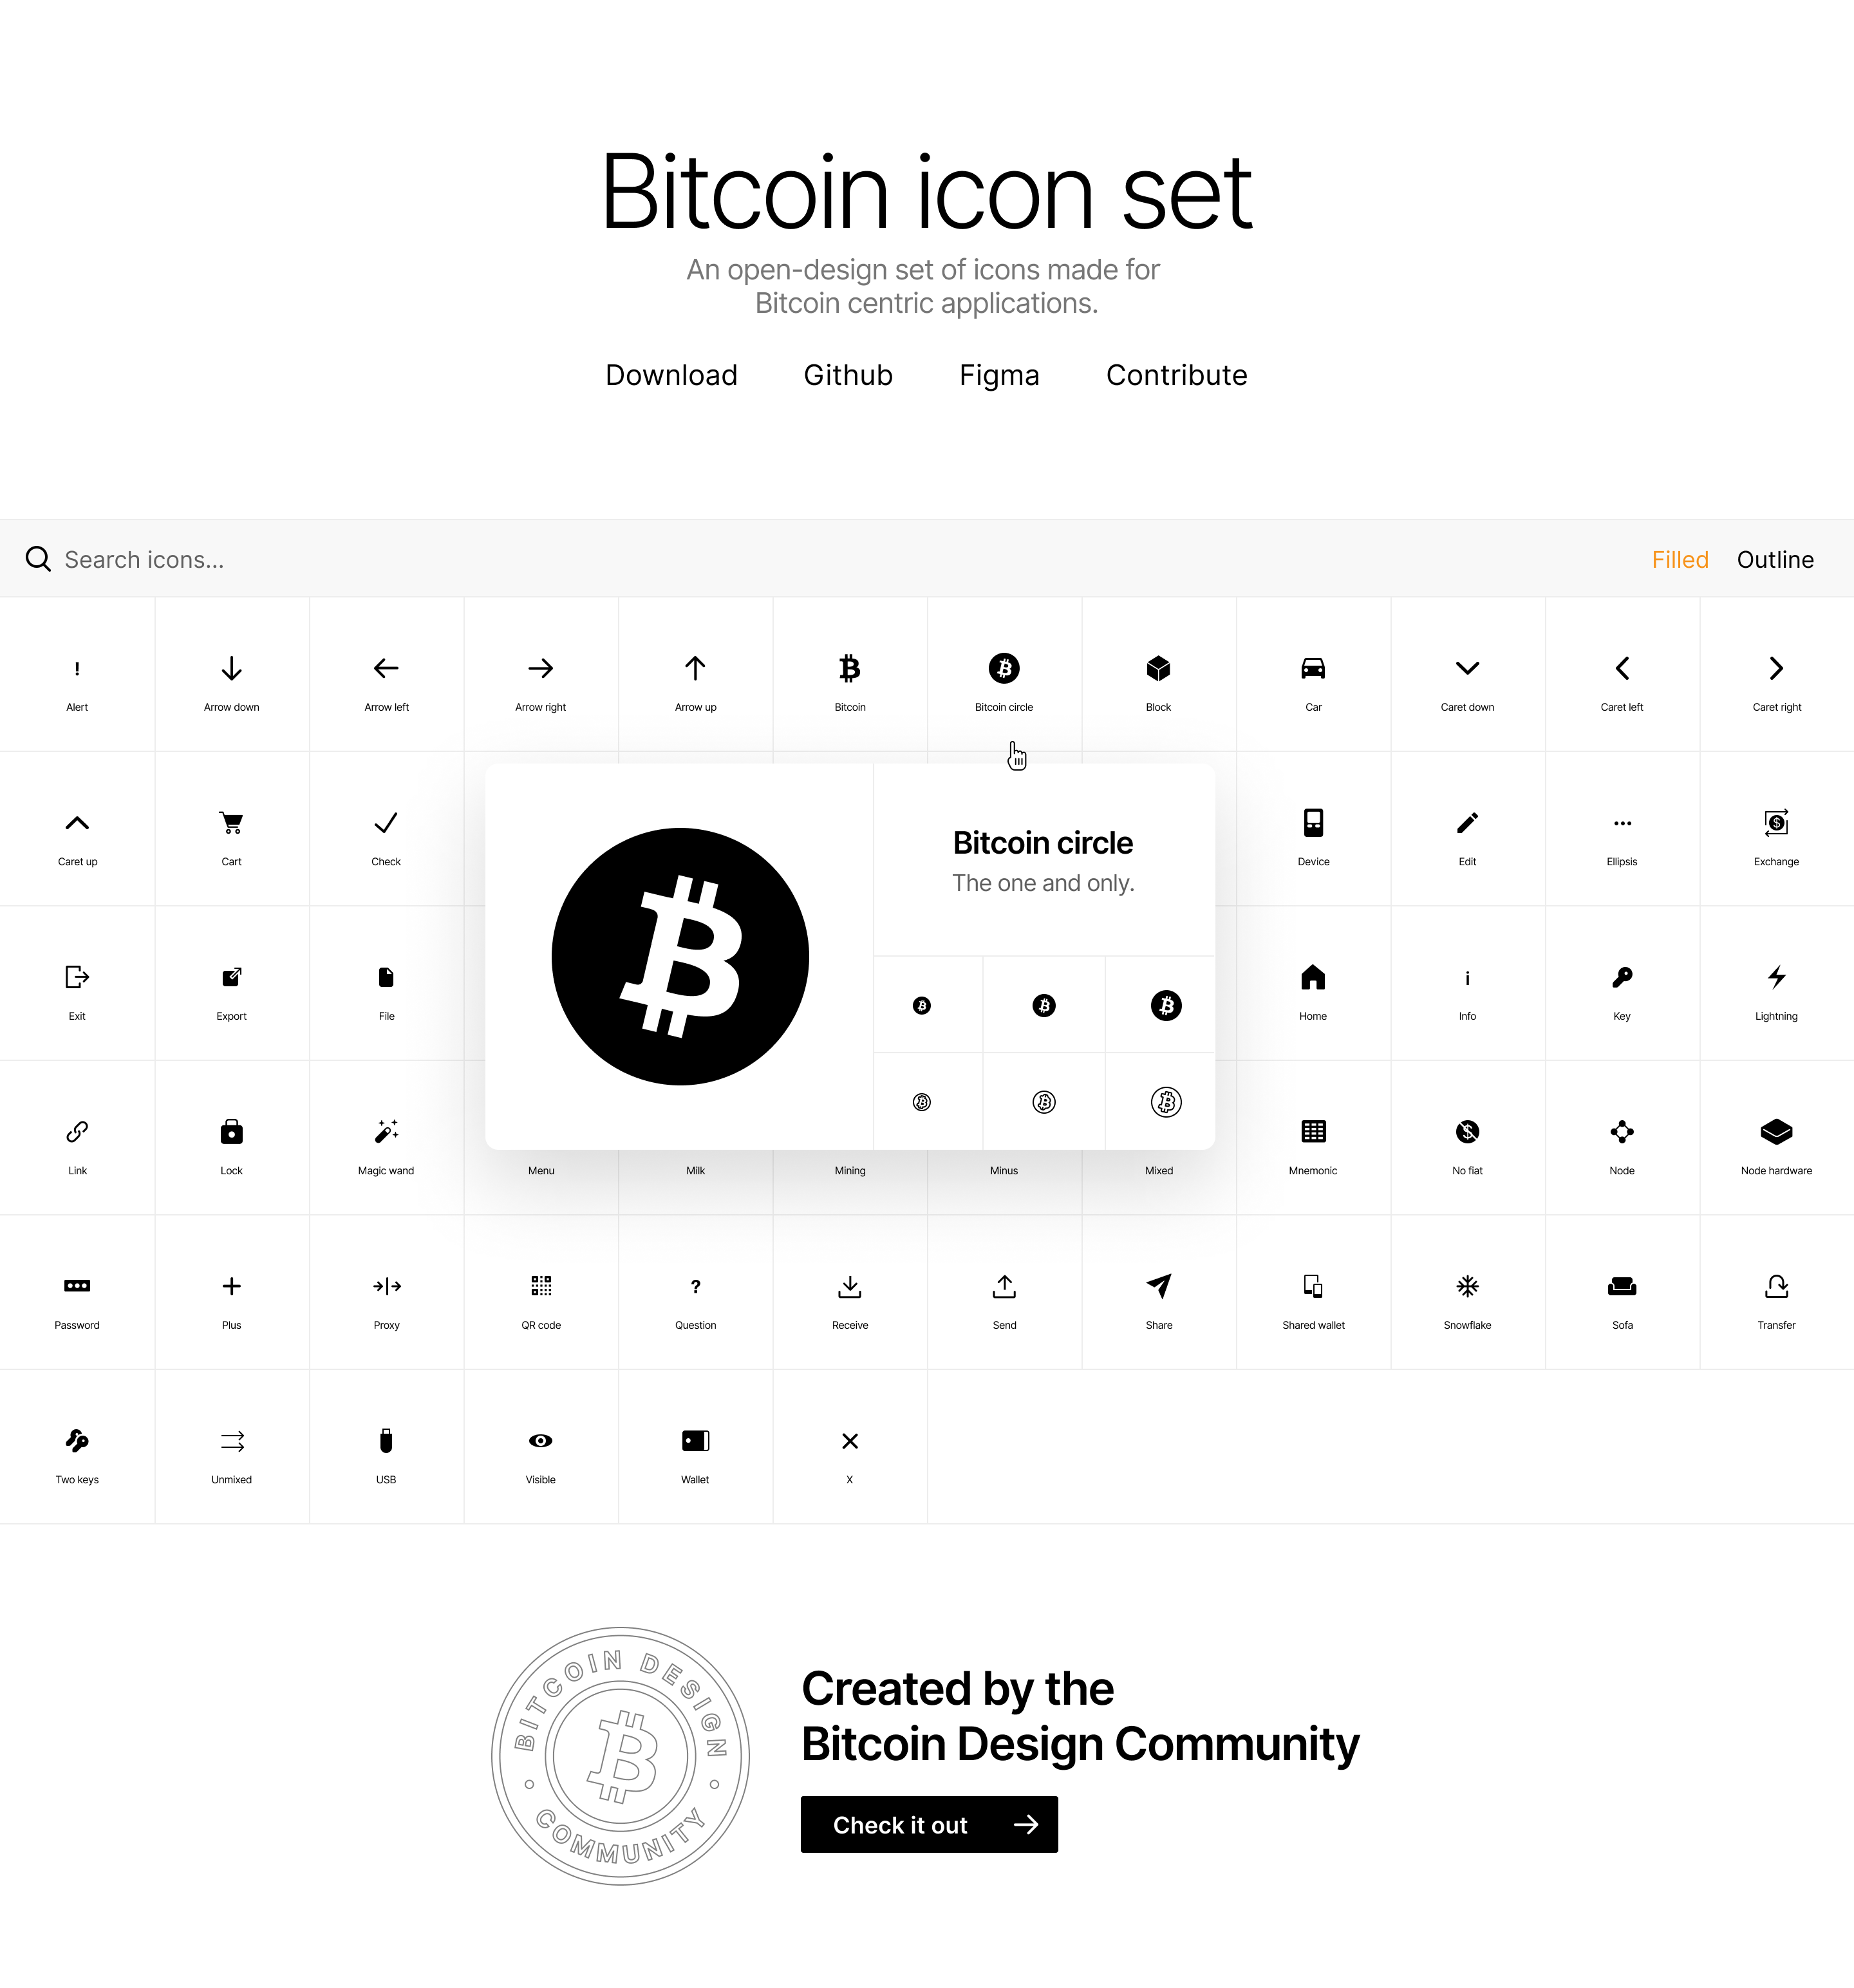 Bitcoin icon set
An open-design set of icons made for
Bitcoin centric applications.
Download Github Figma Contribute
Search icons... Filled Outline
Alert Arrow down Arrow left Arrow right Arrow up Bitcoin Bitcoin circle Block Car Caret down Caret left Caret right
Caret up Cart Check Device Edit Ellipsis Exchange
Bitcoin circle
The one and only.
Exit Export File Home Info Key Lightning
Link Lock Magic wand Menu Milk Mining Minus Mixed Mnemonic No fiat Node Node hardware
Password Plus Proxy QR code Question Receive Send Share Shared wallet Snowflake Sofa Transfer
Two keys Unmixed USB Visible Wallet X
BITCOIN DESIGN
COMMUNITY
Created by the
Bitcoin Design Community
Check it out